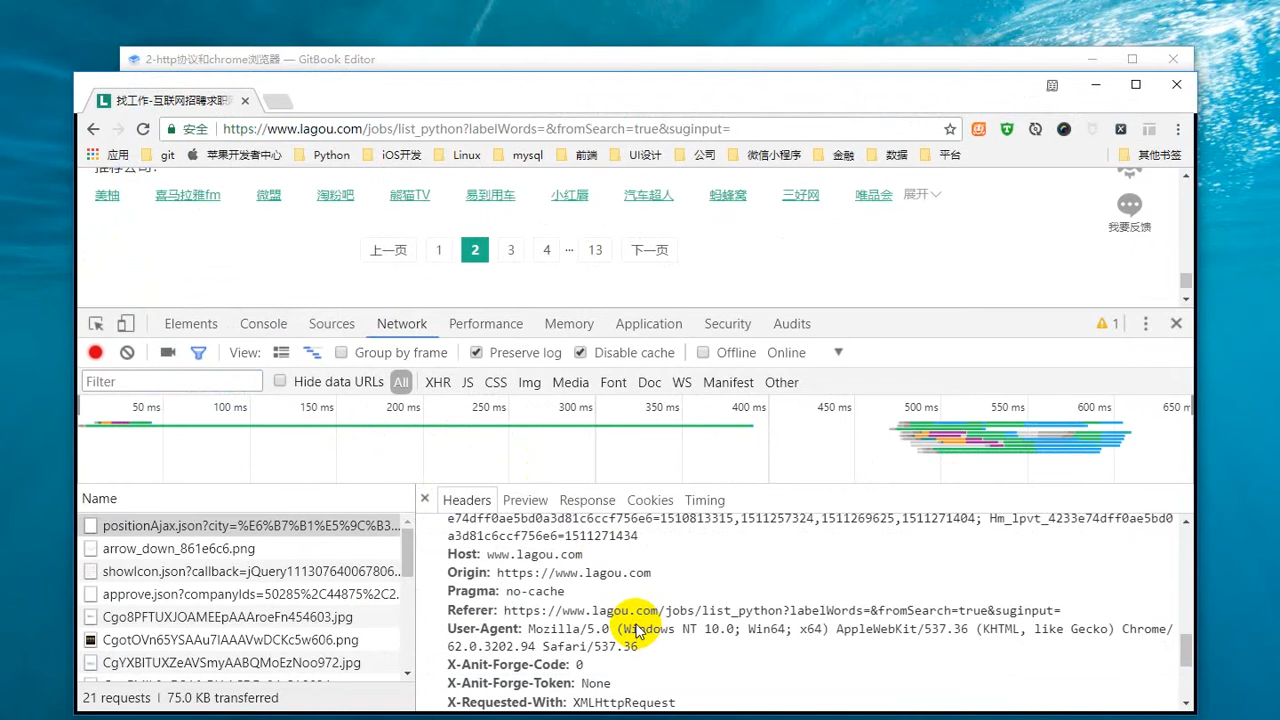 2-http协议和chrome浏览器 — GitBook Editor
找工作-互联网招聘求职
安全 https://www.lagou.com/jobs/list_python?labelWords=&fromSearch=true&suginput=
应用 git 苹果开发者中心 Python iOS开发 Linux mysql 前端 UI设计 公司 微信小程序 金融 数据 平台 其他书签
推荐公司:
美柚 喜马拉雅fm 微盟 淘粉吧 熊猫TV 易到用车 小红唇 汽车超人 蚂蜂窝 三好网 唯品会 展开
我要反馈
上一页 1 2 3 4 ··· 13 下一页
Elements Console Sources Network Performance Memory Application Security Audits 1
View: Group by frame Preserve log Disable cache Offline Online
Filter Hide data URLs All XHR JS CSS Img Media Font Doc WS Manifest Other
50 ms 100 ms 150 ms 200 ms 250 ms 300 ms 350 ms 400 ms 450 ms 500 ms 550 ms 600 ms 650 m
Name
Headers Preview Response Cookies Timing
positionAjax.json?city=%E6%B7%B1%E5%9C%B3...
arrow_down_861e6c6.png
showIcon.json?callback=jQuery111307640067806...
approve.json?companyIds=50285%2C44875%2C2...
Cgo8PFTUXJOAMEEpAAAroeFn454603.jpg
CgotOVn65YSAAu7IAAAVwDCKc5w606.png
CgYXBlTUXZeAVSmyAABGMzEzNoo972.jpg
21 requests | 75.0 KB transferred
e74dff0ae5bd0a3d81c6ccf756e6=1510813315,1511257324,1511269625,1511271404; Hm_lpvt_4233e74dff0ae5bd0
a3d81c6ccf756e6=1511271434
Host: www.lagou.com
Origin: https://www.lagou.com
Pragma: no-cache
Referer: https://www.lagou.com/jobs/list_python?labelWords=&fromSearch=true&suginput=
User-Agent: Mozilla/5.0 (Windows NT 10.0; Win64; x64) AppleWebKit/537.36 (KHTML, like Gecko) Chrome/
62.0.3202.94 Safari/537.36
X-Anit-Forge-Code: 0
X-Anit-Forge-Token: None
X-Requested-With: XMLHttpRequest